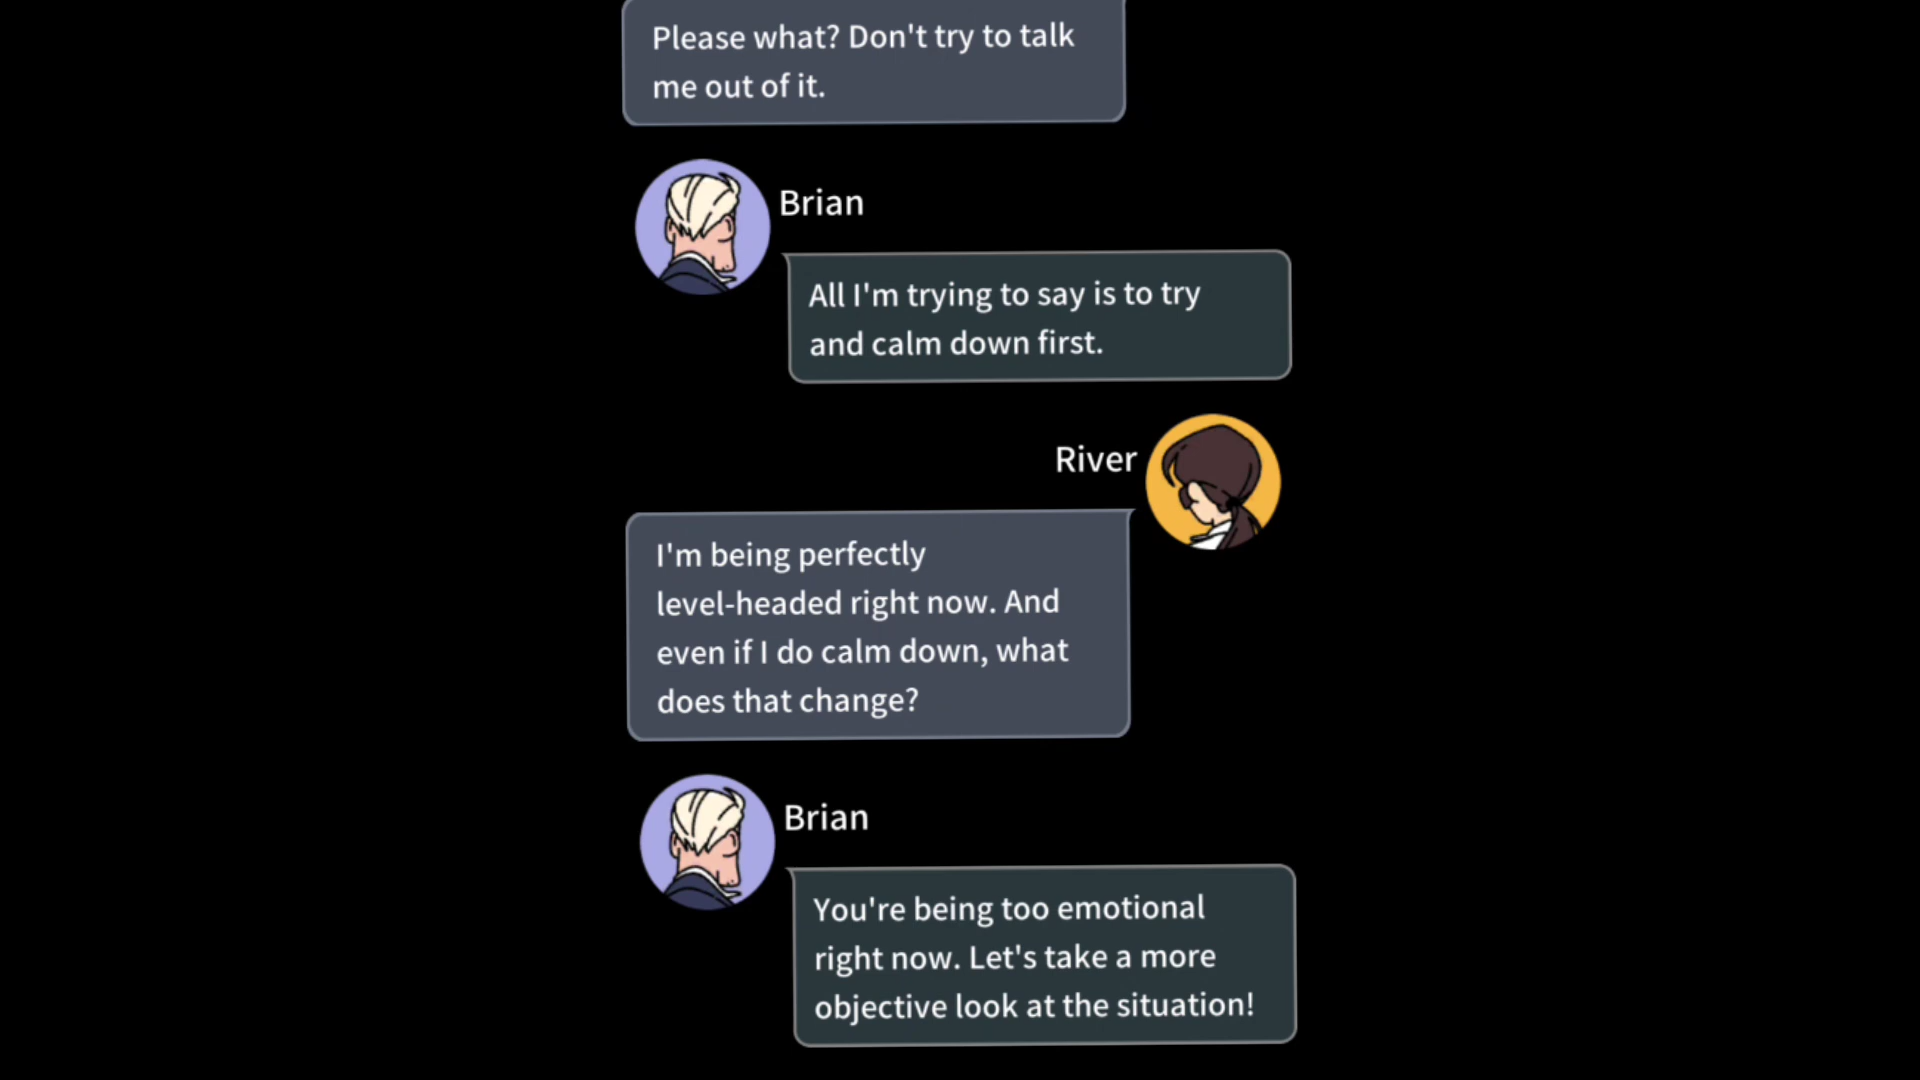 Please what? Don't try to talk
me out of it.
Brian
All I'm trying to say is to try
and calm down first.
River
I'm being perfectly
level-headed right now. And
even if I do calm down, what
does that change?
Brian
You're being too emotional
right now. Let's take a more
objective look at the situation!